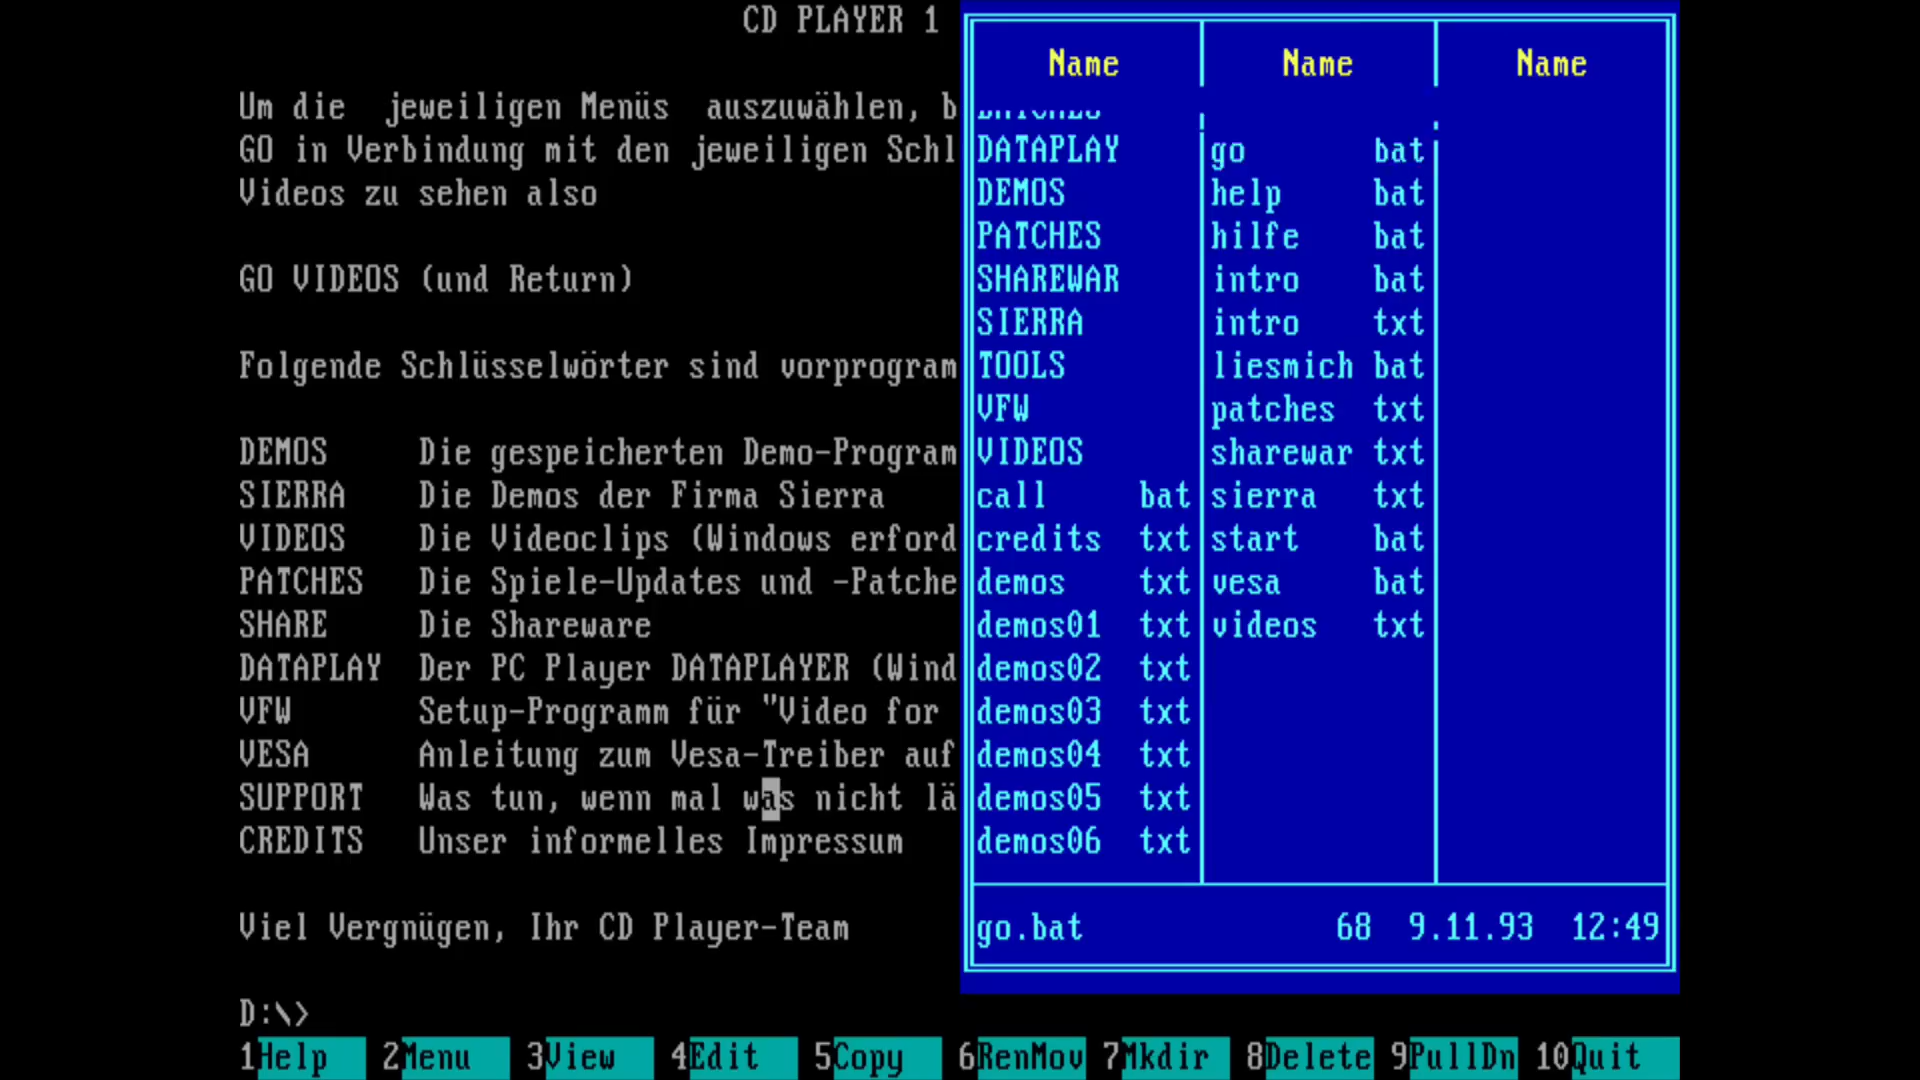 CD PLAYER 1
Um die  jeweiligen Menüs  auszuwählen, b
GO in Verbindung mit den jeweiligen Schl
Videos zu sehen also
GO VIDEOS (und Return)
Folgende Schlüsselwörter sind vorprogram
DEMOS Die gespeicherten Demo-Program
SIERRA Die Demos der Firma Sierra
VIDEOS Die Videoclips (Windows erford
PATCHES Die Spiele-Updates und -Patche
SHARE Die Shareware
DATAPLAY Der PC Player DATAPLAYER (Wind
VFW Setup-Programm für "Video for
VESA Anleitung zum Vesa-Treiber auf
SUPPORT Was tun, wenn mal was nicht lä
CREDITS Unser informelles Impressum
Viel Vergnügen, Ihr CD Player-Team
D:\>
Name Name Name
DATAPLAY go bat
DEMOS help bat
PATCHES hilfe bat
SHAREWAR intro bat
SIERRA intro txt
TOOLS liesmich bat
VFW patches txt
VIDEOS sharewar txt
call bat sierra txt
credits txt start bat
demos txt vesa bat
demos01 txt videos txt
demos02 txt
demos03 txt
demos04 txt
demos05 txt
demos06 txt
go.bat 68 9.11.93 12:49
1Help 2Menu 3View 4Edit 5Copy 6RenMov 7Mkdir 8Delete 9PullDn 10Quit